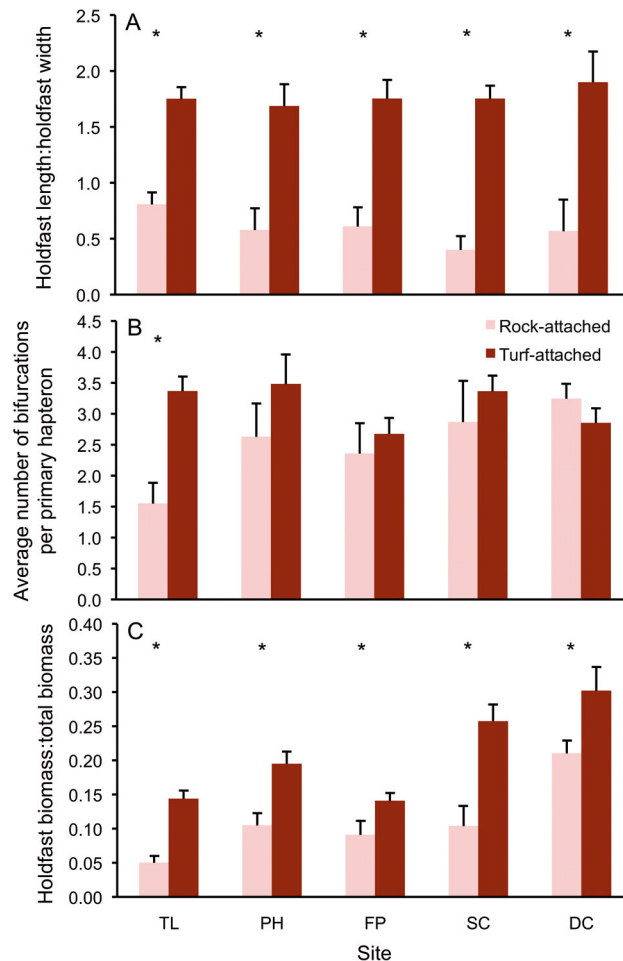 A
* * * * *
Holdfast length:holdfast width
2.5
2.0
1.5
1.0
0.5
0.0
B
*
Rock-attached
Turf-attached
Average number of bifurcations
per primary hapteron
4.5
4.0
3.5
3.0
2.5
2.0
1.5
1.0
0.5
0.0
C
* * * * *
Holdfast biomass:total biomass
0.40
0.35
0.30
0.25
0.20
0.15
0.10
0.05
0.00
TL PH FP SC DC
Site